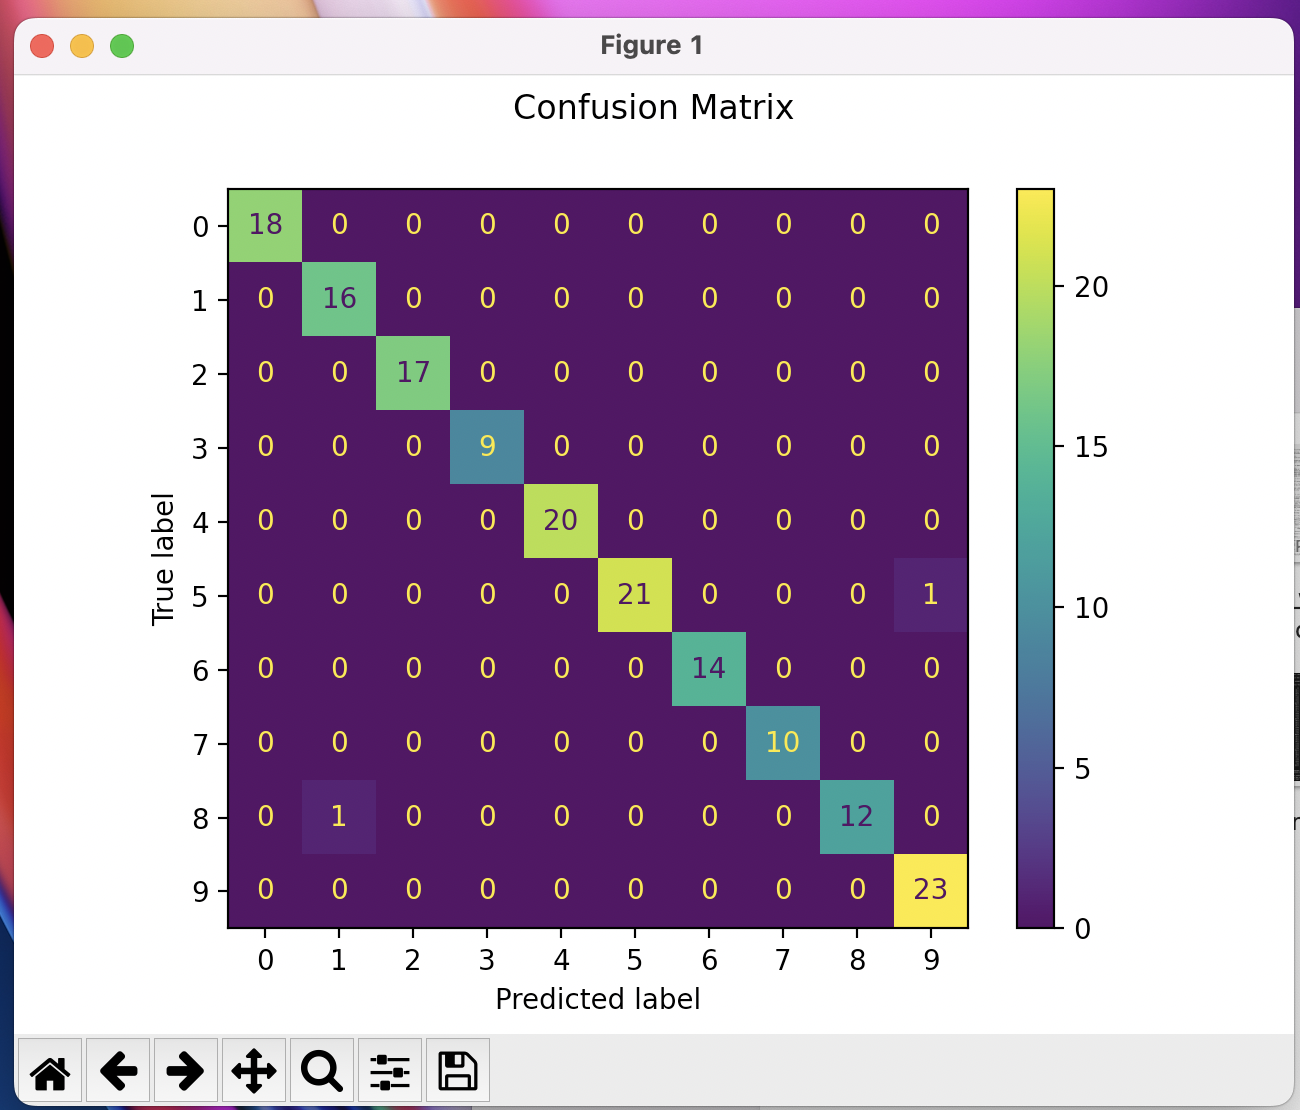 Figure 1
Confusion Matrix
0 18 0 0 0 0 0 0 0 0 0
1 0 16 0 0 0 0 0 0 0 0
2 0 0 17 0 0 0 0 0 0 0
3 0 0 0 9 0 0 0 0 0 0
4 0 0 0 0 20 0 0 0 0 0
5 0 0 0 0 0 21 0 0 0 1
6 0 0 0 0 0 0 14 0 0 0
7 0 0 0 0 0 0 0 10 0 0
8 0 1 0 0 0 0 0 0 12 0
9 0 0 0 0 0 0 0 0 0 23
0 1 2 3 4 5 6 7 8 9
True label
Predicted label
20
15
10
5
0